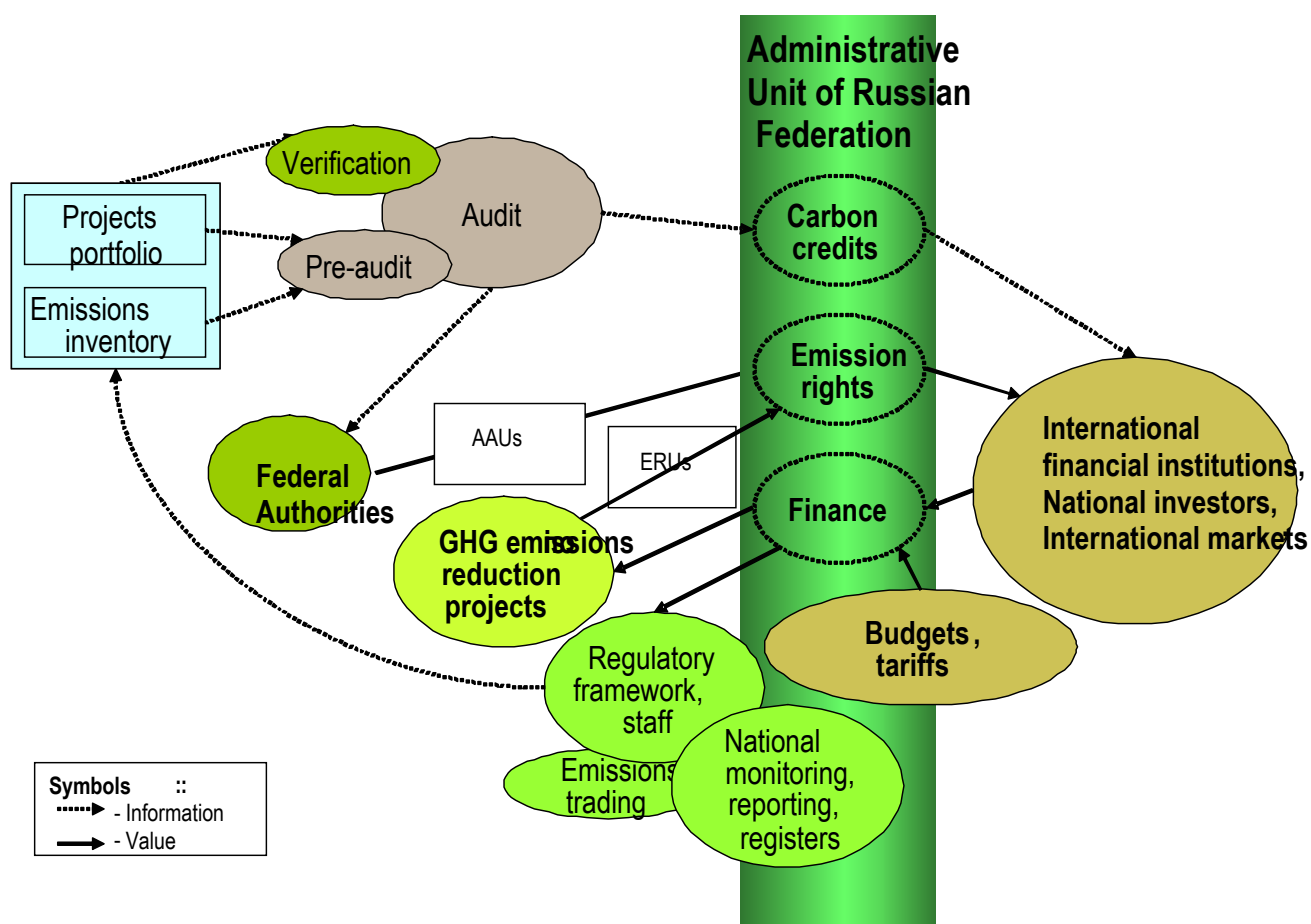 Administrative
Unit of Russian
Federation
Verification
Projects
portfolio
Audit
Carbon
credits
Pre-audit
Emissions
inventory
Emission
rights
AAUs
ERUs
International
financial institutions,
National investors,
International markets
Federal
Authorities
Finance
GHG emissions
reduction
projects
Budgets,
tariffs
Regulatory
framework,
staff
National
monitoring,
reporting,
registers
Emissions
trading
Symbols ::
- Information
- Value